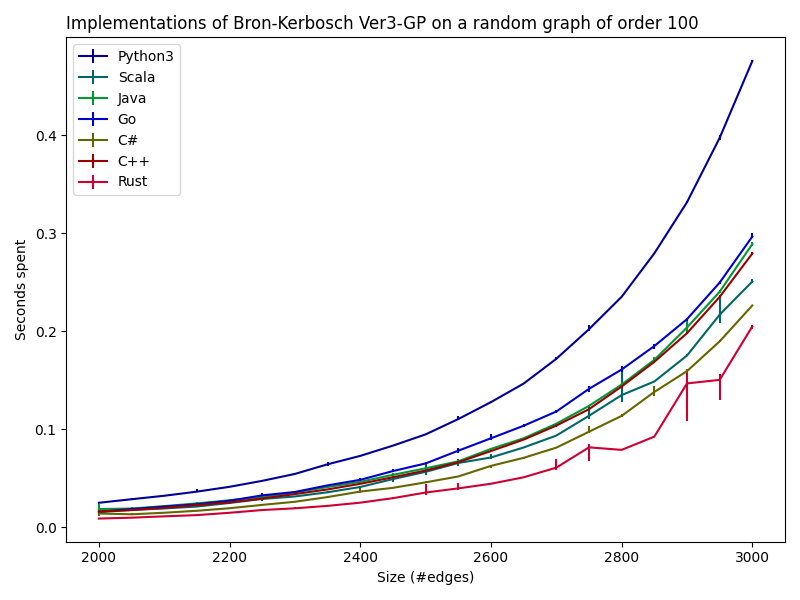 Implementations of Bron-Kerbosch Ver3-GP on a random graph of order 100
Python3
Scala
Java
Go
C#
C++
Rust
Seconds spent
0.4
0.3
0.2
0.1
0.0
2000 2200 2400 2600 2800 3000
Size (#edges)